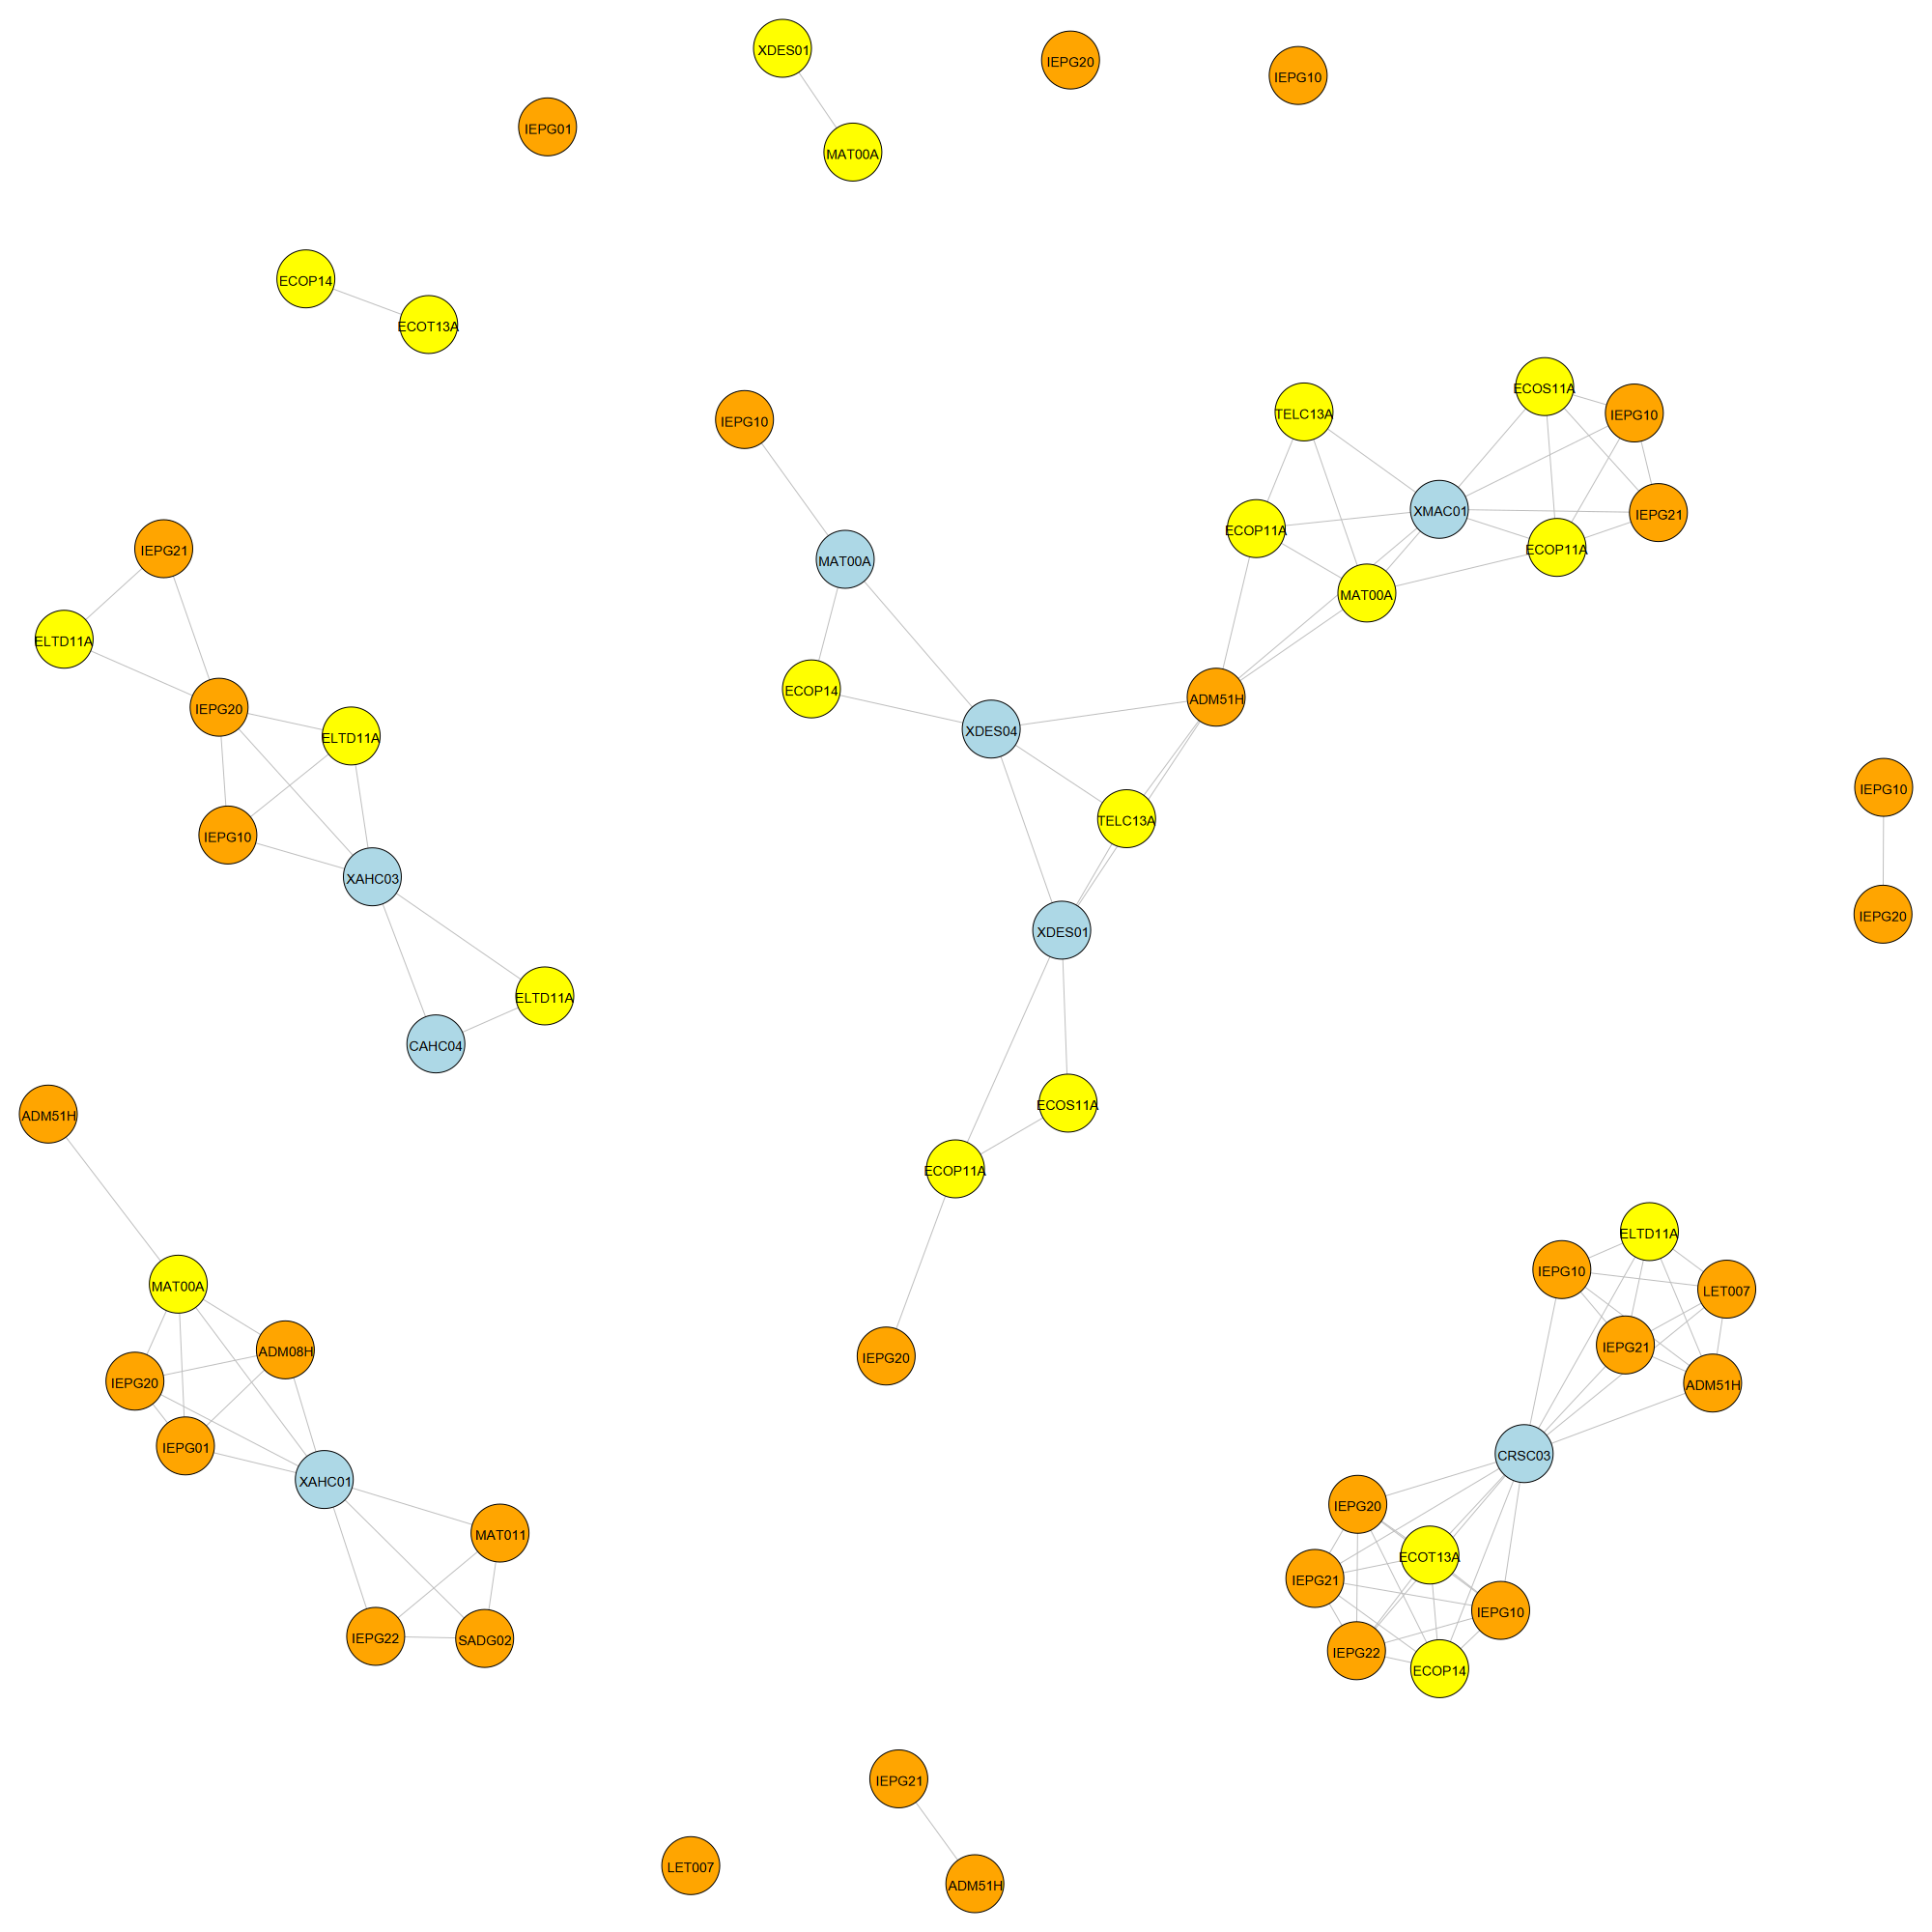 XDES01
IEPG20
IEPG10
IEPG01
MAT00A
ECOP14
ECOT13A
ECOS11A
TELC13A
IEPG10
IEPG10
XMAC01
IEPG21
ECOP11A
IEPG21
ECOP11A
MAT00A
MAT00A
ELTD11A
ECOP14
ADM51H
IEPG20
XDES04
ELTD11A
IEPG10
TELC13A
IEPG10
XAHC03
IEPG20
XDES01
ELTD11A
CAHC04
ECOS11A
ADM51H
ECOP11A
ELTD11A
IEPG10
MAT00A
LET007
IEPG21
ADM08H
IEPG20
IEPG20
ADM51H
IEPG01
CRSC03
XAHC01
IEPG20
MAT011
ECOT13A
IEPG21
IEPG10
IEPG22
SADG02
IEPG22
ECOP14
IEPG21
LET007
ADM51H